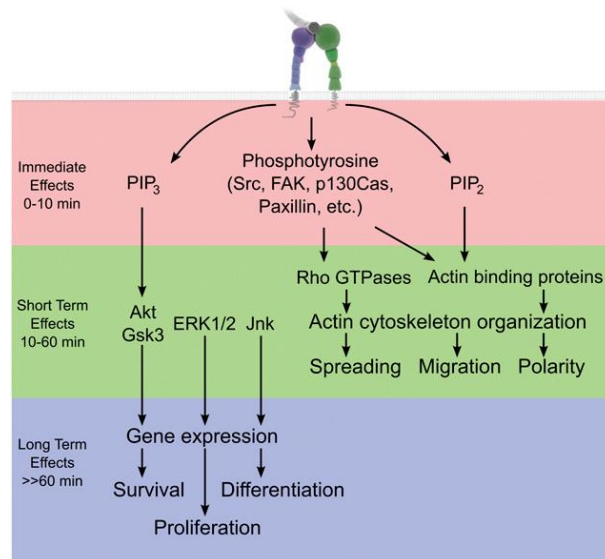 Immediate
Effects
0-10 min
PIP3
Phosphotyrosine
(Src, FAK, p130Cas,
Paxillin, etc.)
PIP2
Short Term
Effects
10-60 min
Akt
Gsk3
ERK1/2
Jnk
Rho GTPases
Actin binding proteins
Actin cytoskeleton organization
Spreading
Migration
Polarity
Long Term
Effects
>>60 min
Gene expression
Survival
Differentiation
Proliferation